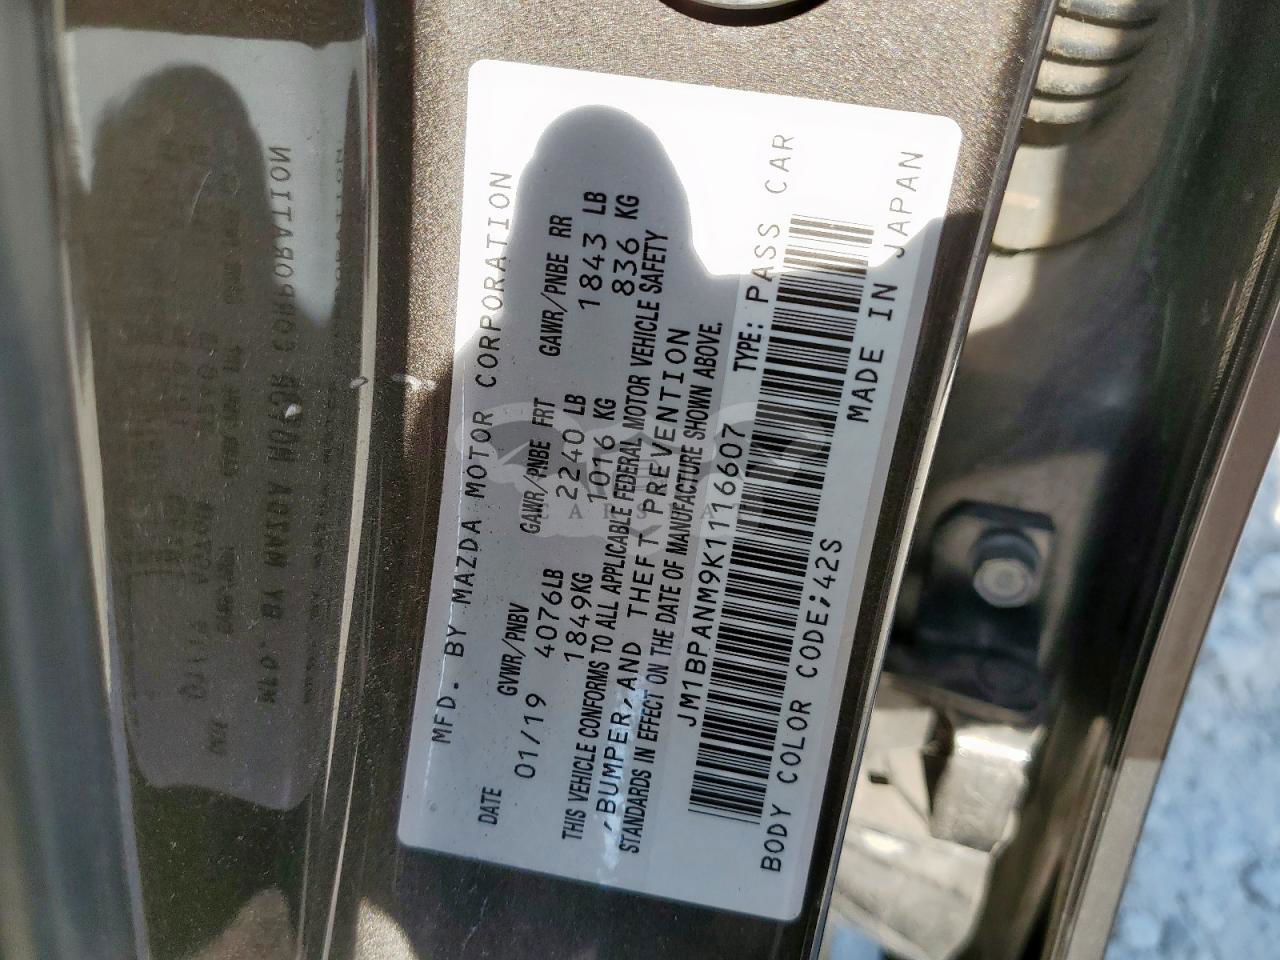 MFD. BY MAZDA MOTOR CORPORATION
DATE GVWR/PNBV GAWR/PNBE FRT GAWR/PNBE RR
01/19 4076LB 2240LB 1843 LB
1849KG 1016 KG 836 KG
THIS VEHICLE CONFORMS TO ALL APPLICABLE FEDERAL MOTOR VEHICLE SAFETY
/BUMPER/AND THEFT PREVENTION
STANDARDS IN EFFECT ON THE DATE OF MANUFACTURE SHOWN ABOVE.
JM1BPANM9K1116607 TYPE: PASS CAR
BODY COLOR CODE;42S MADE IN JAPAN